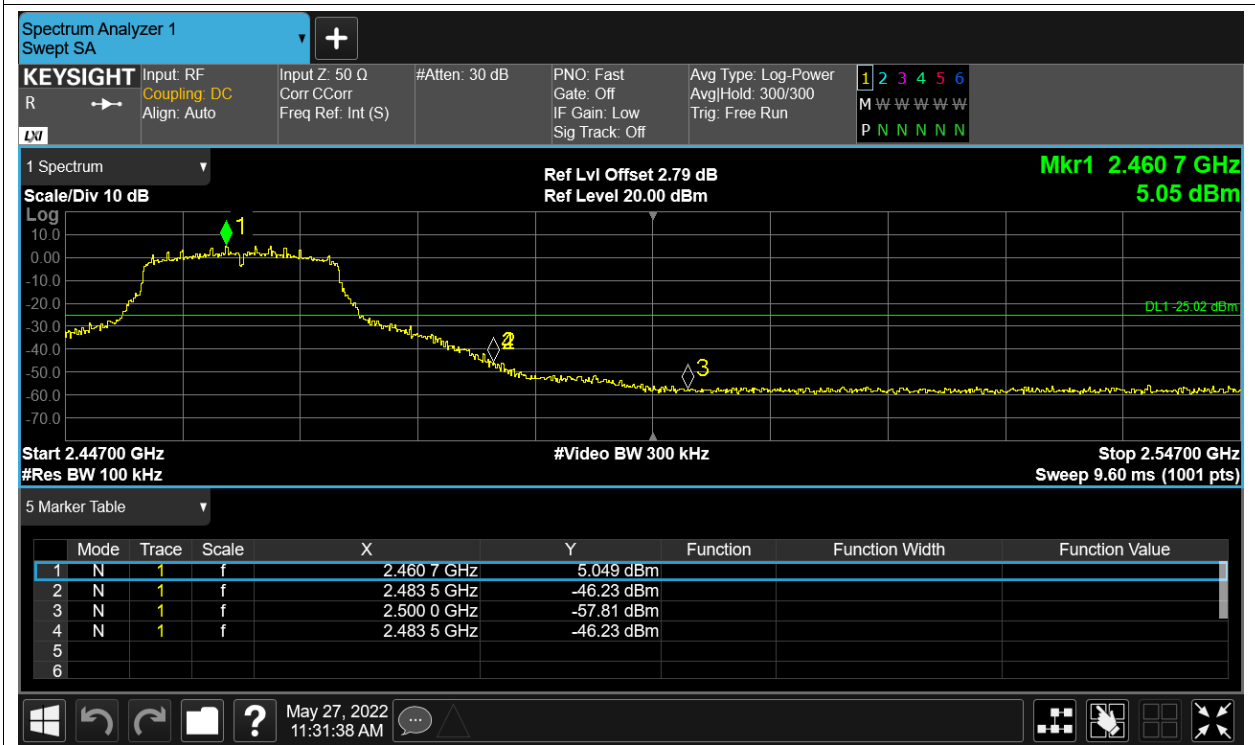 Spectrum Analyzer 1
Swept SA
+
KEYSIGHT
R
LXI
Input: RF
Coupling: DC
Align: Auto
Input Z: 50 Ω
Corr CCorr
Freq Ref: Int (S)
#Atten: 30 dB
PNO: Fast
Gate: Off
IF Gain: Low
Sig Track: Off
Avg Type: Log-Power
Avg|Hold: 300/300
Trig: Free Run
1 2 3 4 5 6
M W W W W W
P N N N N N
1 Spectrum
Scale/Div 10 dB
Ref Lvl Offset 2.79 dB
Ref Level 20.00 dBm
Mkr1 2.460 7 GHz
5.05 dBm
Log
10.0
0.00
-10.0
-20.0
-30.0
-40.0
-50.0
-60.0
-70.0
1
2
3
DL1 -25.02 dBm
Start 2.44700 GHz
#Res BW 100 kHz
#Video BW 300 kHz
Stop 2.54700 GHz
Sweep 9.60 ms (1001 pts)
5 Marker Table
Mode Trace Scale X Y Function Function Width Function Value
1 N 1 f 2.460 7 GHz 5.049 dBm
2 N 1 f 2.483 5 GHz -46.23 dBm
3 N 1 f 2.500 0 GHz -57.81 dBm
4 N 1 f 2.483 5 GHz -46.23 dBm
5
6
?
May 27, 2022
11:31:38 AM